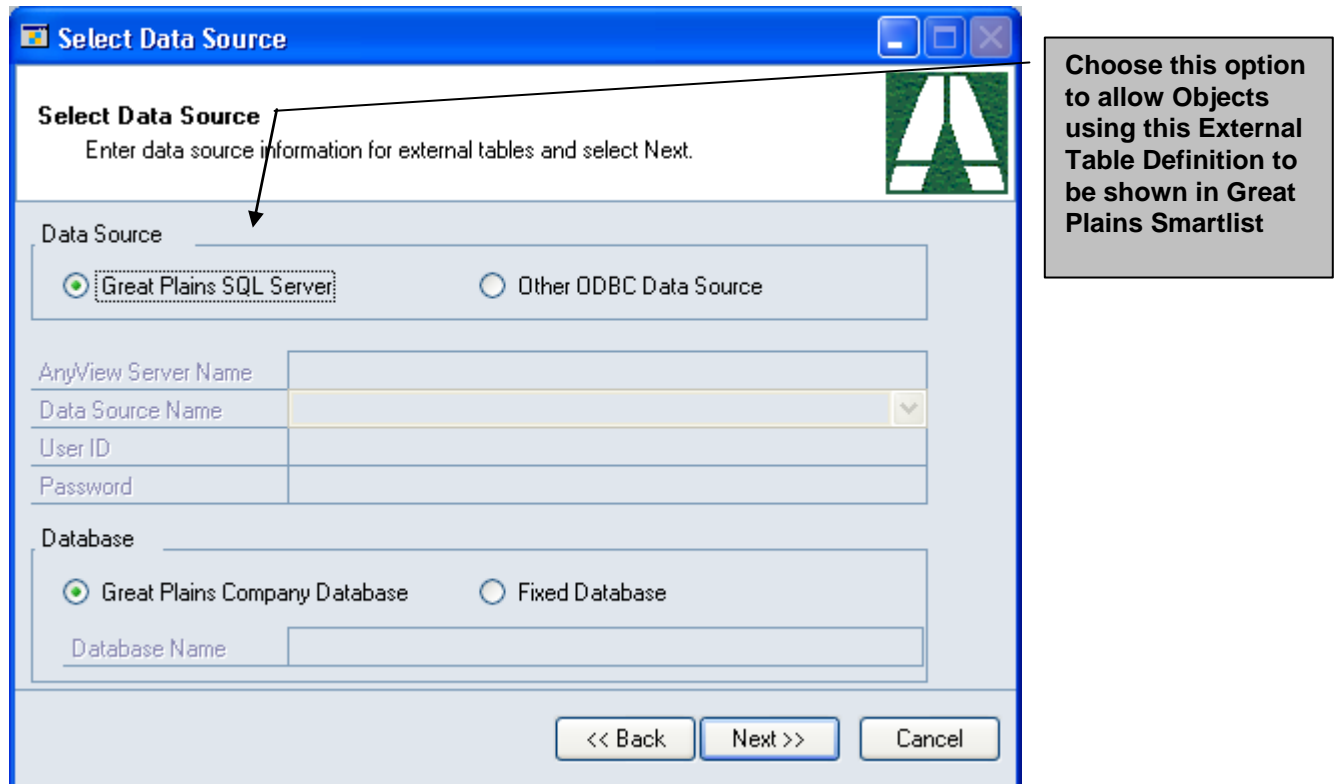 Select Data Source
Select Data Source
Enter data source information for external tables and select Next.
Data Source
Great Plains SQL Server
Other ODBC Data Source
AnyView Server Name
Data Source Name
User ID
Password
Database
Great Plains Company Database
Fixed Database
Database Name
<< Back
Next >>
Cancel
Choose this option
to allow Objects
using this External
Table Definition to
be shown in Great
Plains Smartlist